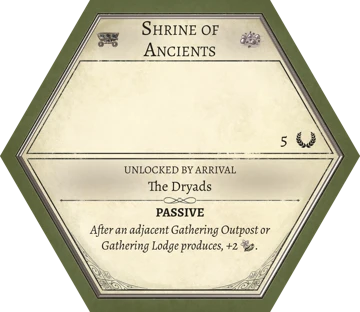 Shrine of
Ancients
5
UNLOCKED BY ARRIVAL
The Dryads
PASSIVE
After an adjacent Gathering Outpost or
Gathering Lodge produces, +2 .